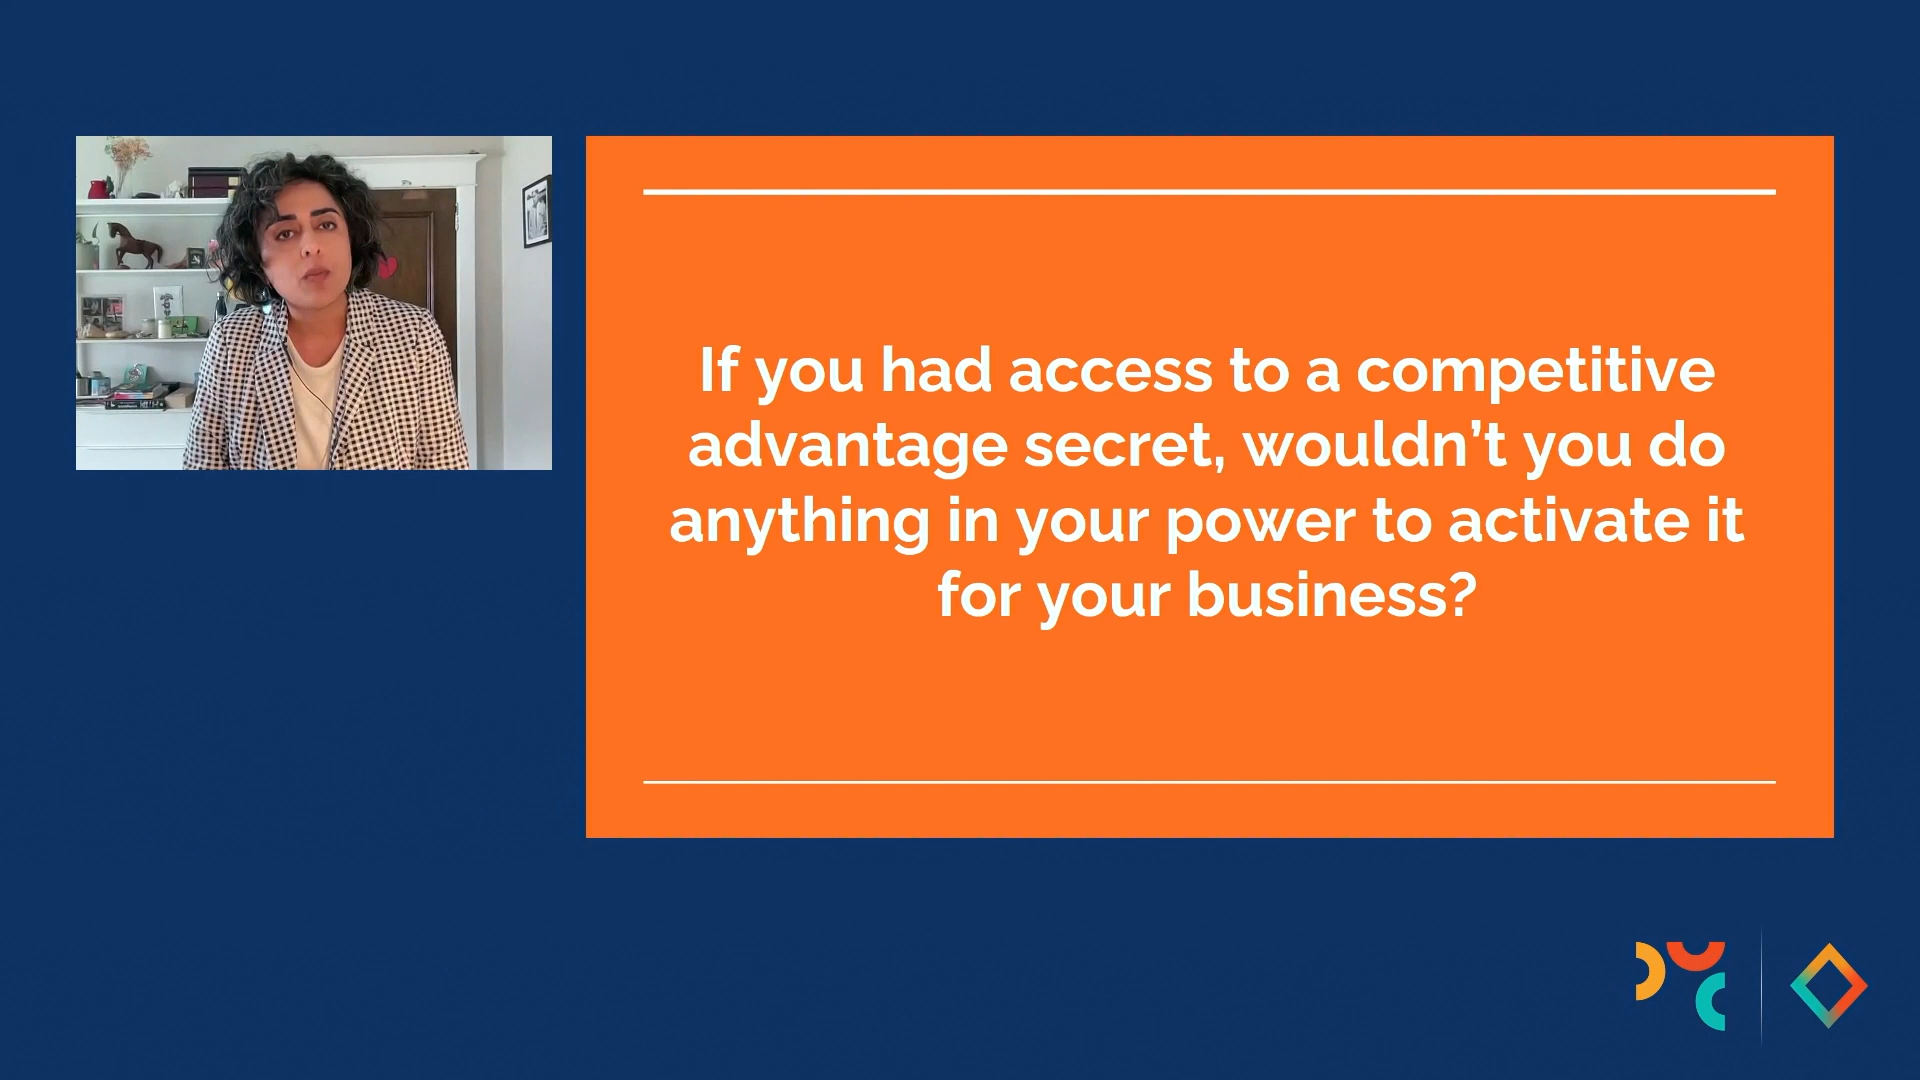 If you had access to a competitive
advantage secret, wouldn’t you do
anything in your power to activate it
for your business?